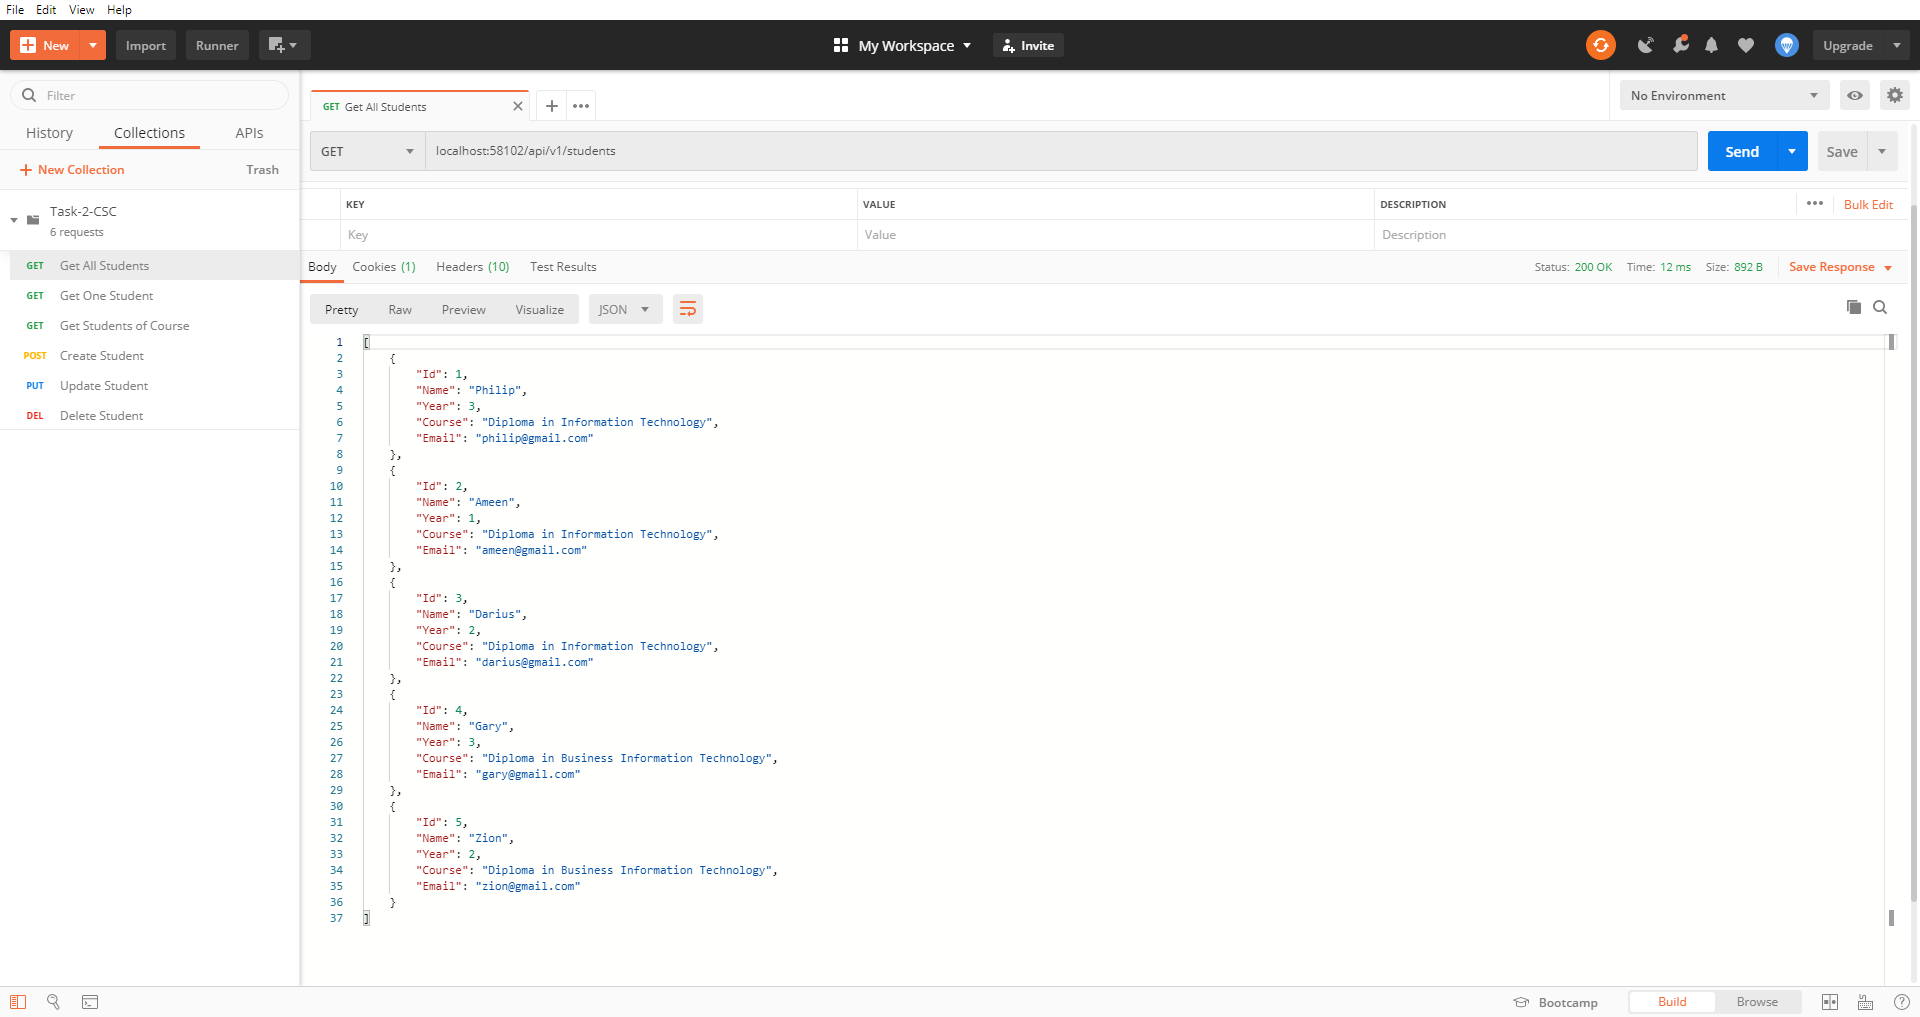 File Edit View Help
New Import Runner My Workspace Invite Upgrade
Filter
History Collections APIs
New Collection Trash
Task-2-CSC
6 requests
GET Get All Students
GET Get One Student
GET Get Students of Course
POST Create Student
PUT Update Student
DEL Delete Student
GET Get All Students
No Environment
GET localhost:58102/api/v1/students Send Save
KEY VALUE DESCRIPTION Bulk Edit
Key Value Description
Body Cookies (1) Headers (10) Test Results Status: 200 OK Time: 12 ms Size: 892 B Save Response
Pretty Raw Preview Visualize JSON
1 [
2 {
3 "Id": 1,
4 "Name": "Philip",
5 "Year": 3,
6 "Course": "Diploma in Information Technology",
7 "Email": "philip@gmail.com"
8 },
9 {
10 "Id": 2,
11 "Name": "Ameen",
12 "Year": 1,
13 "Course": "Diploma in Information Technology",
14 "Email": "ameen@gmail.com"
15 },
16 {
17 "Id": 3,
18 "Name": "Darius",
19 "Year": 2,
20 "Course": "Diploma in Information Technology",
21 "Email": "darius@gmail.com"
22 },
23 {
24 "Id": 4,
25 "Name": "Gary",
26 "Year": 3,
27 "Course": "Diploma in Business Information Technology",
28 "Email": "gary@gmail.com"
29 },
30 {
31 "Id": 5,
32 "Name": "Zion",
33 "Year": 2,
34 "Course": "Diploma in Business Information Technology",
35 "Email": "zion@gmail.com"
36 }
37 ]
Bootcamp Build Browse